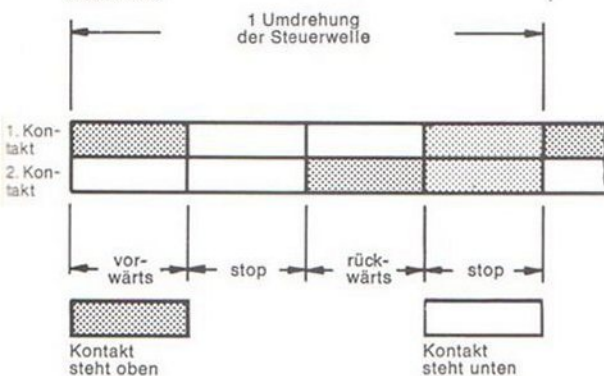 1 Umdrehung
der Steuerwelle
1. Kon-
takt
2. Kon-
takt
vor-
wärts
stop
rück-
wärts
stop
Kontakt
steht oben
Kontakt
steht unten